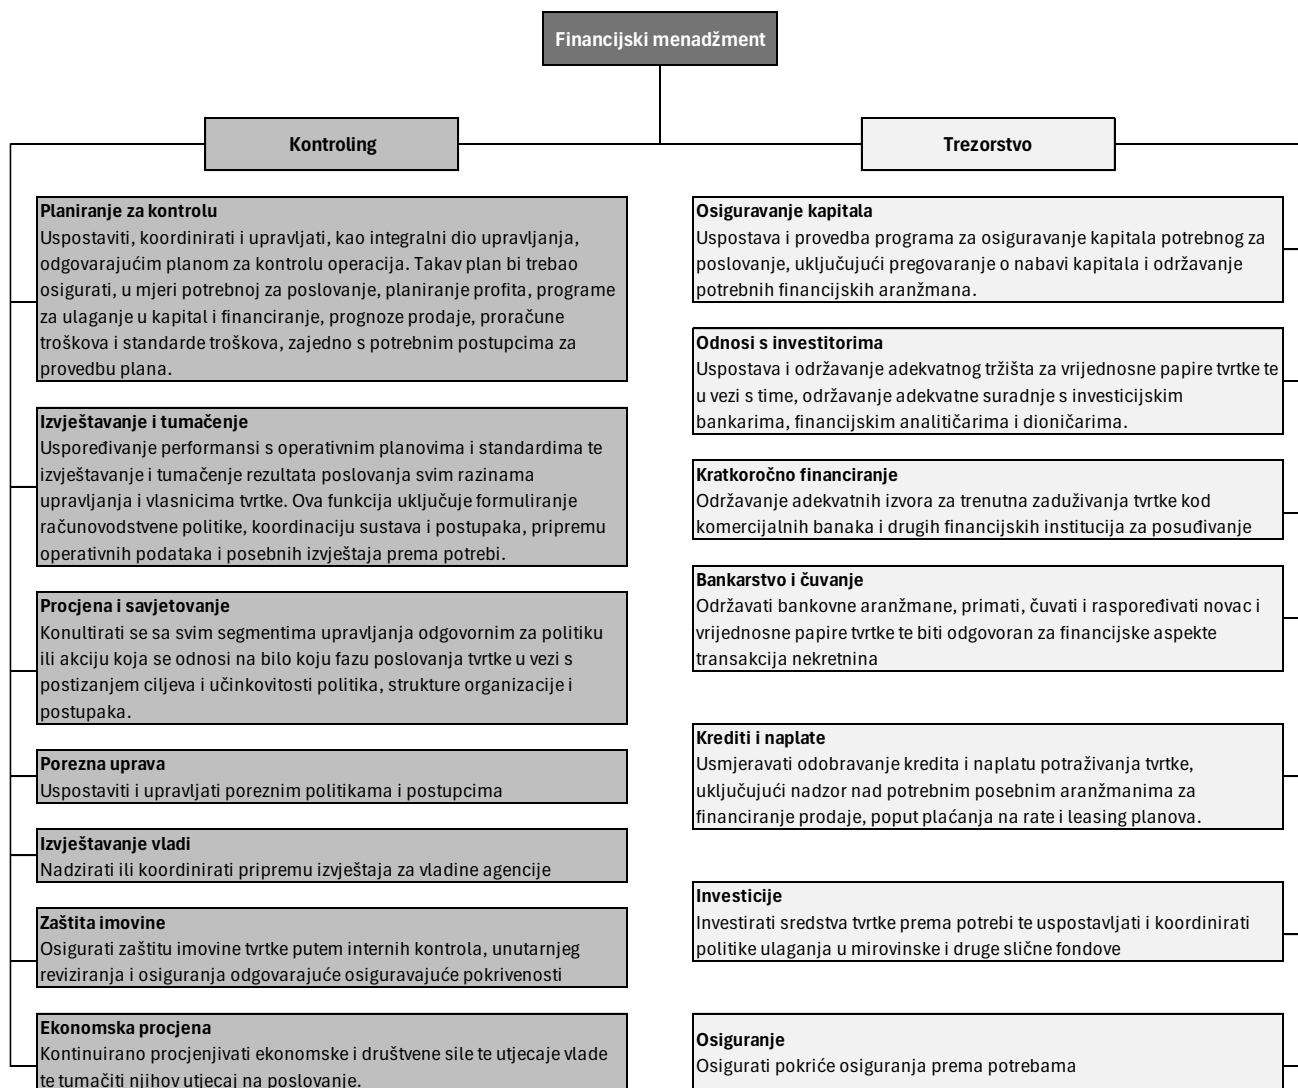 Financijski menadžment
Kontroling
Planiranje za kontrolu
Uspostaviti, koordinirati i upravljati, kao integralni dio upravljanja,
odgovarajućim planom za kontrolu operacija. Takav plan bi trebao
osigurati, u mjeri potrebnoj za poslovanje, planiranje profita, programe
za ulaganje u kapital i financiranje, prognoze prodaje, proračune
troškova i standarde troškova, zajedno s potrebnim postupcima za
provedbu plana.
Izvještavanje i tumačenje
Uspoređivanje performansi s operativnim planovima i standardima te
izvještavanje i tumačenje rezultata poslovanja svim razinama
upravljanja i vlasnicima tvrtke. Ova funkcija uključuje formuliranje
računovodstvene politike, koordinaciju sustava i postupaka, pripremu
operativnih podataka i posebnih izvještaja prema potrebi.
Procjena i savjetovanje
Konultirati se sa svim segmentima upravljanja odgovornim za politiku
ili akciju koja se odnosi na bilo koju fazu poslovanja tvrtke u vezi s
postizanjem ciljeva i učinkovitosti politika, strukture organizacije i
postupaka.
Porezna uprava
Uspostaviti i upravljati poreznim politikama i postupcima
Izvještavanje vladi
Nadzirati ili koordinirati pripremu izvještaja za vladine agencije
Zaštita imovine
Osigurati zaštitu imovine tvrtke putem internih kontrola, unutarnjeg
reviziranja i osiguranja odgovarajuće osiguravajuće pokrivenosti
Ekonomska procjena
Kontinuirano procjenjivati ekonomske i društvene sile te utjecaje vlade
te tumačiti njihov utjecaj na poslovanje.
Trezorstvo
Osiguravanje kapitala
Uspostava i provedba programa za osiguravanje kapitala potrebnog za
poslovanje, uključujući pregovaranje o nabavi kapitala i održavanje
potrebnih financijskih aranžmana.
Odnosi s investitorima
Uspostava i održavanje adekvatnog tržišta za vrijednosne papire tvrtke te
u vezi s time, održavanje adekvatne suradnje s investicijskim
bankarima, financijskim analitičarima i dioničarima.
Kratkoročno financiranje
Održavanje adekvatnih izvora za trenutna zaduživanja tvrtke kod
komercijalnih banaka i drugih financijskih institucija za posuđivanje
Bankarstvo i čuvanje
Održavati bankovne aranžmane, primati, čuvati i raspoređivati novac i
vrijednosne papire tvrtke te biti odgovoran za financijske aspekte
transakcija nekretnina
Krediti i naplate
Usmjeravati odobravanje kredita i naplatu potraživanja tvrtke,
uključujući nadzor nad potrebnim posebnim aranžmanima za
financiranje prodaje, poput plaćanja na rate i leasing planova.
Investicije
Investirati sredstva tvrtke prema potrebi te uspostavljati i koordinirati
politike ulaganja u mirovinske i druge slične fondove
Osiguranje
Osigurati pokriće osiguranja prema potrebama